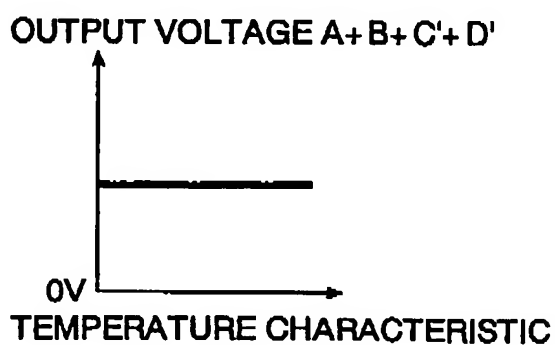 OUTPUT VOLTAGE A+B+C'+D'
0V
TEMPERATURE CHARACTERISTIC